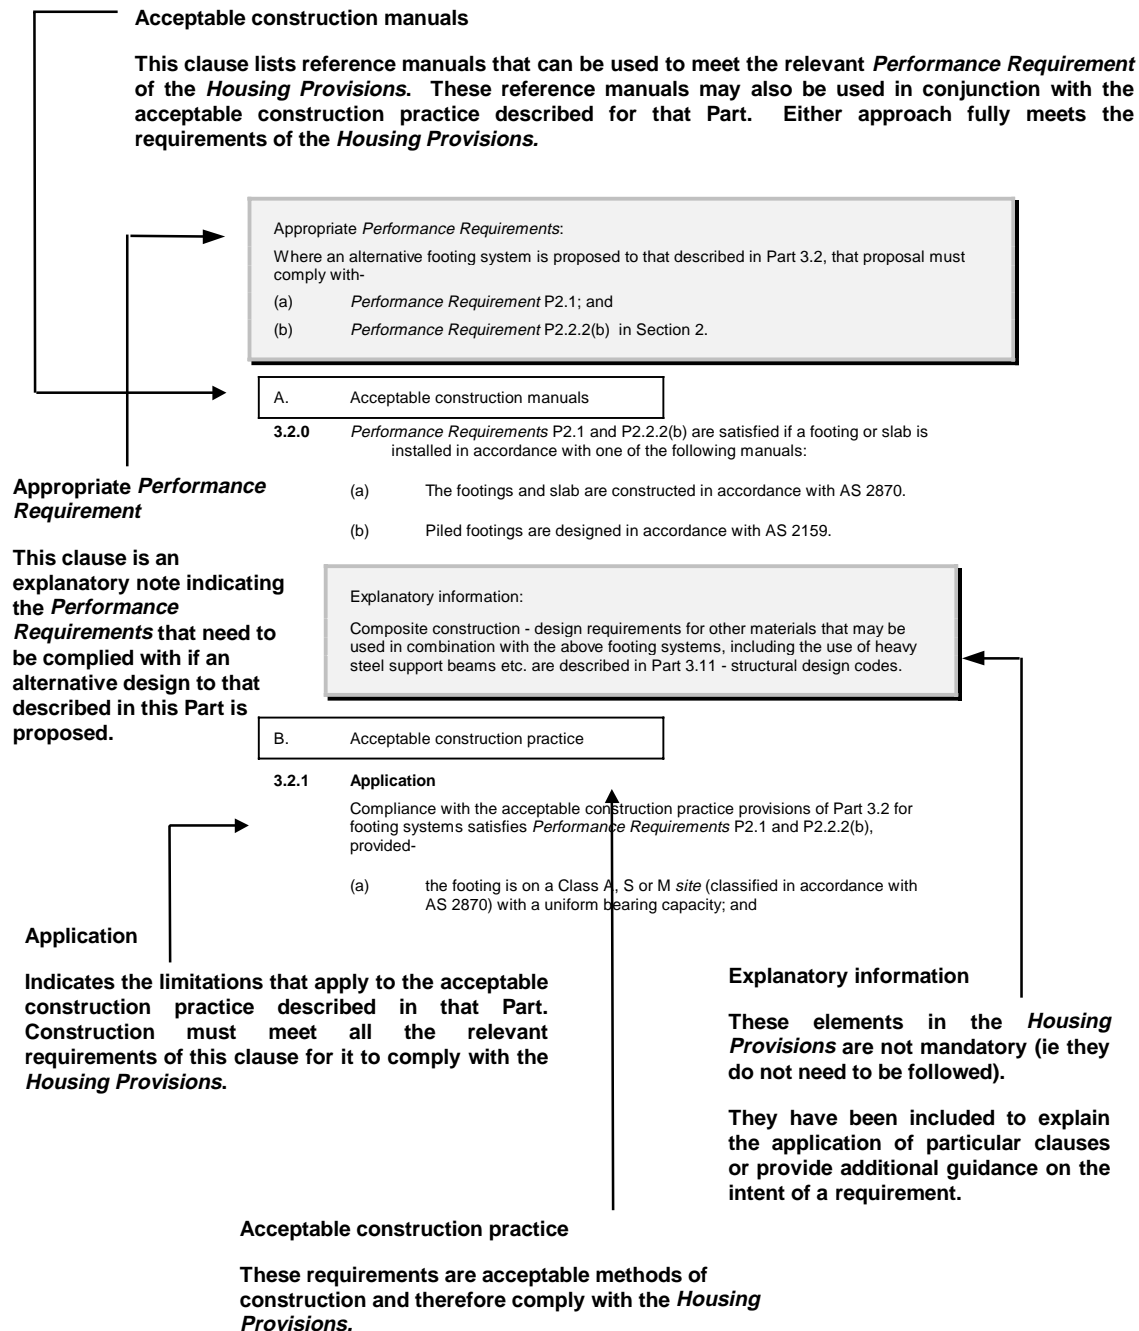 Acceptable construction manuals
This clause lists reference manuals that can be used to meet the relevant Performance Requirement
of the Housing Provisions. These reference manuals may also be used in conjunction with the
acceptable construction practice described for that Part. Either approach fully meets the
requirements of the Housing Provisions.
Appropriate Performance Requirements:
Where an alternative footing system is proposed to that described in Part 3.2, that proposal must
comply with-
(a) Performance Requirement P2.1; and
(b) Performance Requirement P2.2.2(b) in Section 2.
A. Acceptable construction manuals
3.2.0 Performance Requirements P2.1 and P2.2.2(b) are satisfied if a footing or slab is
installed in accordance with one of the following manuals:
(a) The footings and slab are constructed in accordance with AS 2870.
(b) Piled footings are designed in accordance with AS 2159.
Appropriate Performance
Requirement
This clause is an
explanatory note indicating
the Performance
Requirements that need to
be complied with if an
alternative design to that
described in this Part is
proposed.
Explanatory information:
Composite construction - design requirements for other materials that may be
used in combination with the above footing systems, including the use of heavy
steel support beams etc. are described in Part 3.11 - structural design codes.
B. Acceptable construction practice
3.2.1 Application
Compliance with the acceptable construction practice provisions of Part 3.2 for
footing systems satisfies Performance Requirements P2.1 and P2.2.2(b),
provided-
(a) the footing is on a Class A, S or M site (classified in accordance with
AS 2870) with a uniform bearing capacity; and
Application
Indicates the limitations that apply to the acceptable
construction practice described in that Part.
Construction must meet all the relevant
requirements of this clause for it to comply with the
Housing Provisions.
Explanatory information
These elements in the Housing
Provisions are not mandatory (ie they
do not need to be followed).
They have been included to explain
the application of particular clauses
or provide additional guidance on the
intent of a requirement.
Acceptable construction practice
These requirements are acceptable methods of
construction and therefore comply with the Housing
Provisions.